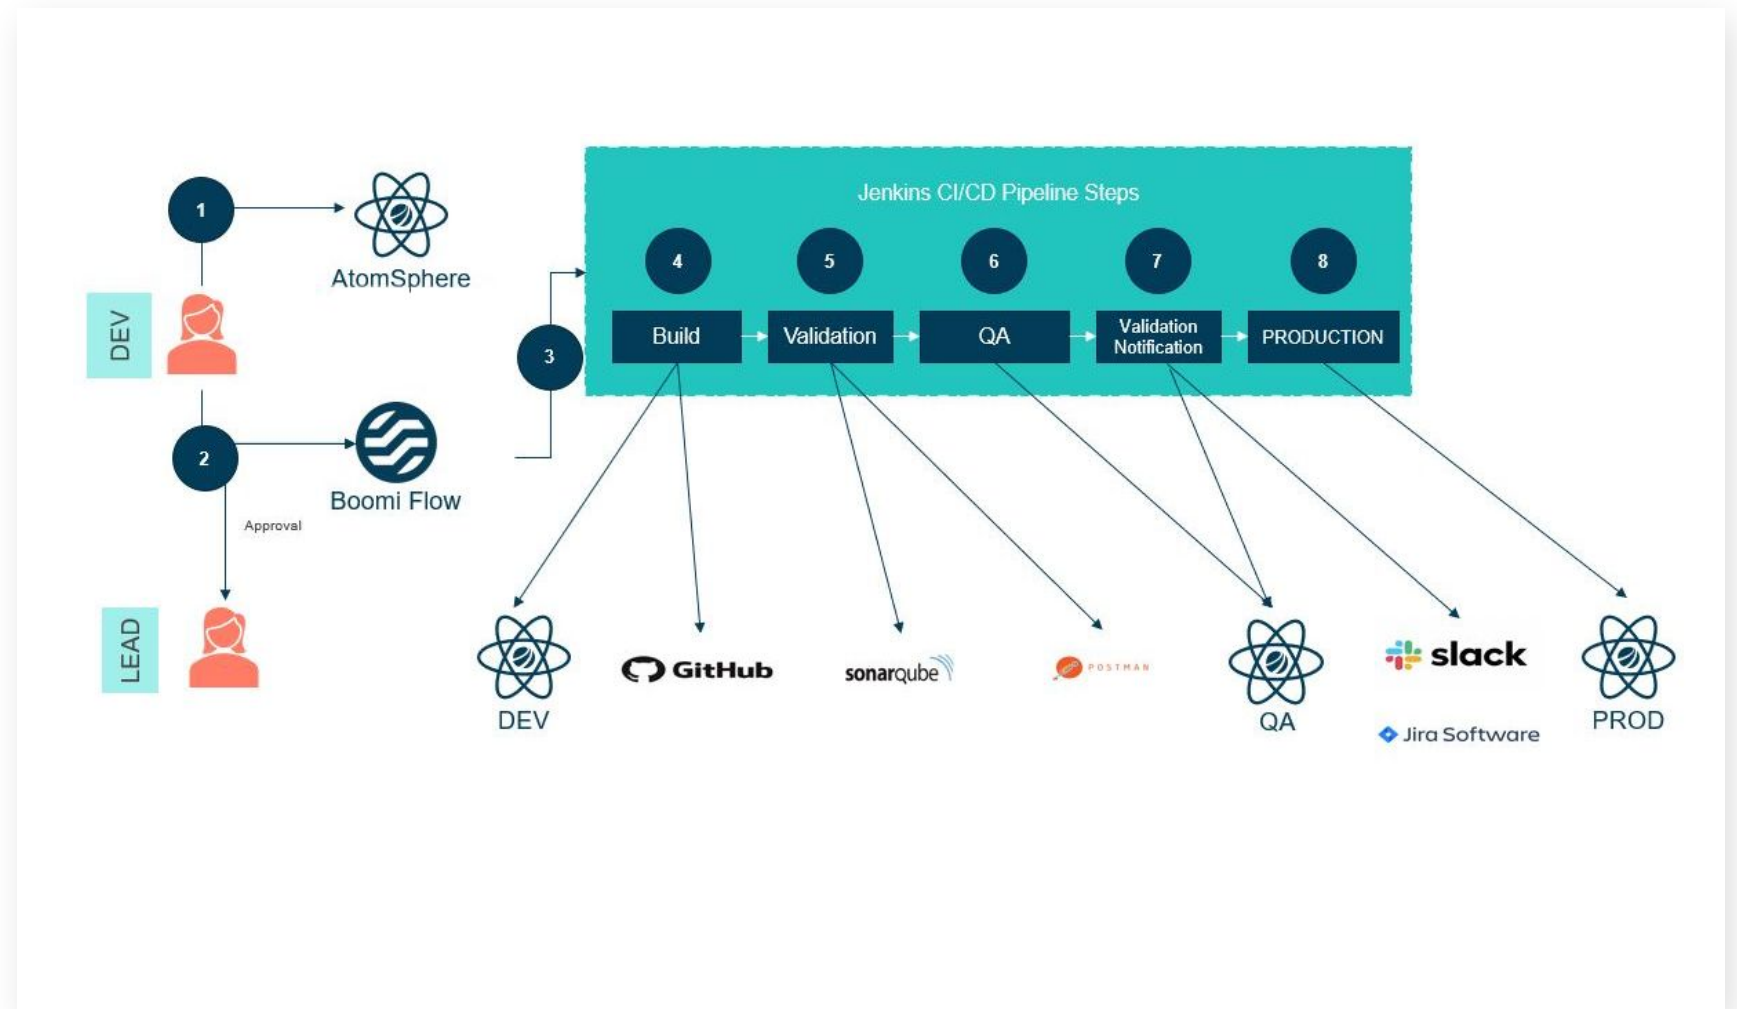 Jenkins CI/CD Pipeline Steps
1
AtomSphere
DEV
2
Boomi Flow
Approval
LEAD
3
4
5
6
7
8
Build
Validation
QA
Validation
Notification
PRODUCTION
DEV
GitHub
sonarqube
POSTMAN
QA
slack
Jira Software
PROD